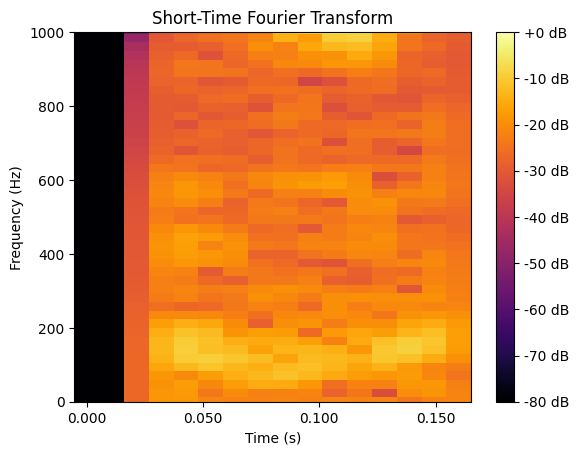 Short-Time Fourier Transform
1000
800
600
400
200
0
Frequency (Hz)
0.000
0.050
0.100
0.150
Time (s)
+0 dB
-10 dB
-20 dB
-30 dB
-40 dB
-50 dB
-60 dB
-70 dB
-80 dB